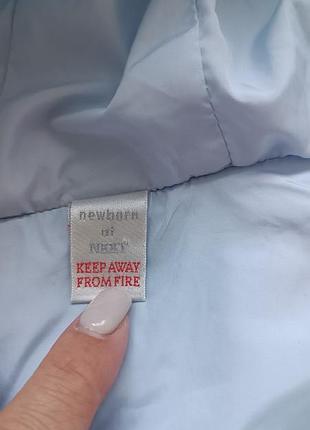 newborn
at
NEXT
KEEP AWAY
FROM FIRE